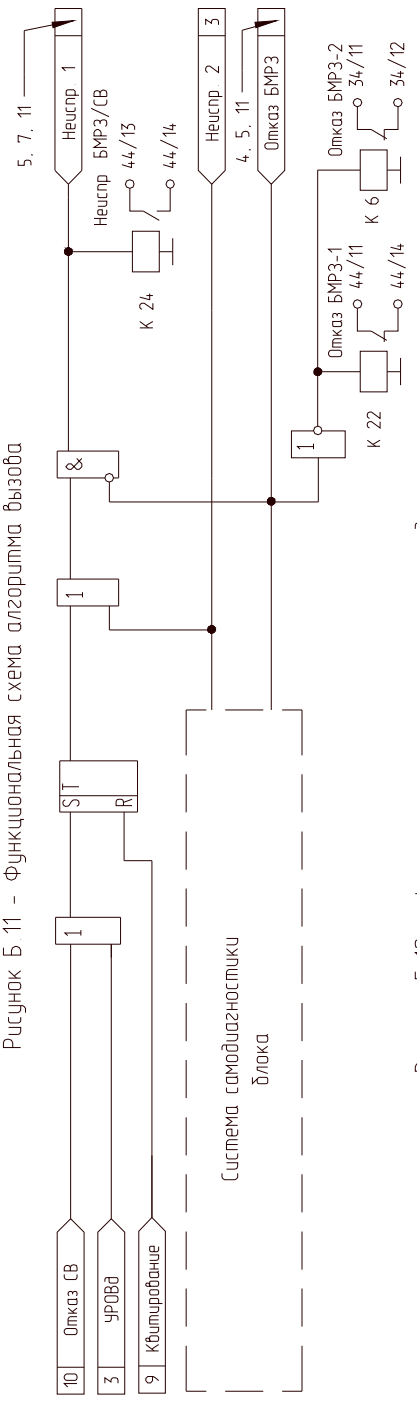 Рисунок Б.11 - Функциональная схема алгоритма вызова
10 Отказ СВ
3 УРОВд
9 Квитирование
1
S T
R
1
&
5. 7. 11
Неиспр. 1
Неиспр БМРЗ/СВ
44/13
44/14
К 24
Система самодиагностики
блока
Неиспр. 2 3
4. 5. 11
Отказ БМРЗ
1
Отказ БМРЗ-2
34/11
34/12
К 6
Отказ БМРЗ-1
44/11
44/14
К 22